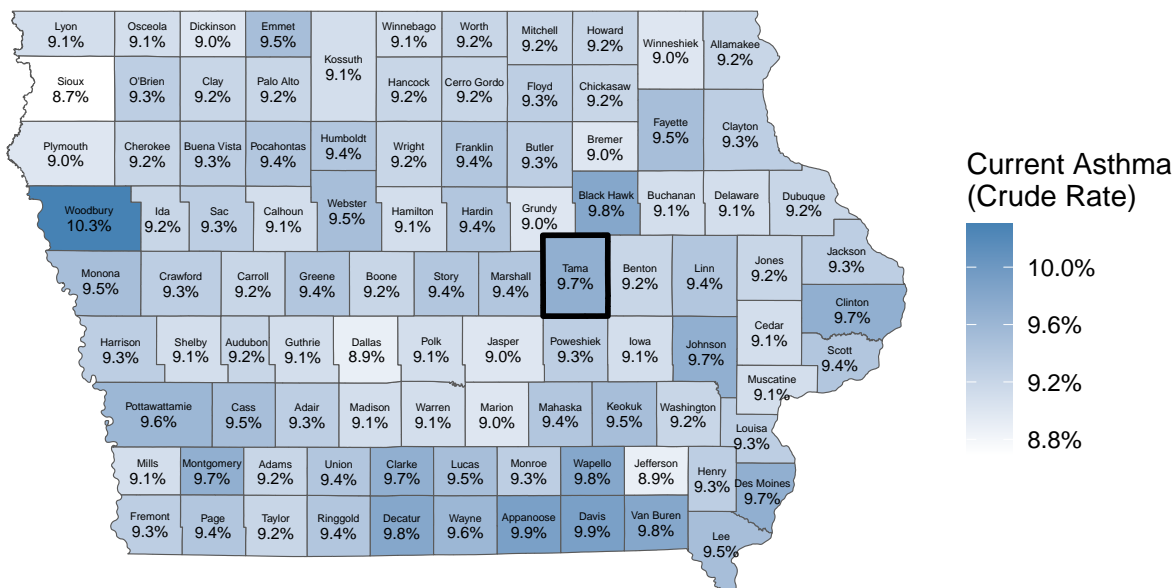 Lyon
9.1%
Osceola
9.1%
Dickinson
9.0%
Emmet
9.5%
Kossuth
9.1%
Winnebago
9.1%
Worth
9.2%
Mitchell
9.2%
Howard
9.2%
Winneshiek
9.0%
Allamakee
9.2%
Sioux
8.7%
O'Brien
9.3%
Clay
9.2%
Palo Alto
9.2%
Hancock
9.2%
Cerro Gordo
9.2%
Floyd
9.3%
Chickasaw
9.2%
Fayette
9.5%
Clayton
9.3%
Plymouth
9.0%
Cherokee
9.2%
Buena Vista
9.3%
Pocahontas
9.4%
Humboldt
9.4%
Wright
9.2%
Franklin
9.4%
Butler
9.3%
Bremer
9.0%
Woodbury
10.3%
Ida
9.2%
Sac
9.3%
Calhoun
9.1%
Webster
9.5%
Hamilton
9.1%
Hardin
9.4%
Grundy
9.0%
Black Hawk
9.8%
Buchanan
9.1%
Delaware
9.1%
Dubuque
9.2%
Monona
9.5%
Crawford
9.3%
Carroll
9.2%
Greene
9.4%
Boone
9.2%
Story
9.4%
Marshall
9.4%
Tama
9.7%
Benton
9.2%
Linn
9.4%
Jones
9.2%
Jackson
9.3%
Clinton
9.7%
Harrison
9.3%
Shelby
9.1%
Audubon
9.2%
Guthrie
9.1%
Dallas
8.9%
Polk
9.1%
Jasper
9.0%
Poweshiek
9.3%
Iowa
9.1%
Johnson
9.7%
Cedar
9.1%
Scott
9.4%
Muscatine
9.1%
Pottawattamie
9.6%
Cass
9.5%
Adair
9.3%
Madison
9.1%
Warren
9.1%
Marion
9.0%
Mahaska
9.4%
Keokuk
9.5%
Washington
9.2%
Louisa
9.3%
Mills
9.1%
Montgomery
9.7%
Adams
9.2%
Union
9.4%
Clarke
9.7%
Lucas
9.5%
Monroe
9.3%
Wapello
9.8%
Jefferson
8.9%
Henry
9.3%
Des Moines
9.7%
Fremont
9.3%
Page
9.4%
Taylor
9.2%
Ringgold
9.4%
Decatur
9.8%
Wayne
9.6%
Appanoose
9.9%
Davis
9.9%
Van Buren
9.8%
Lee
9.5%
Current Asthma
(Crude Rate)
10.0%
9.6%
9.2%
8.8%